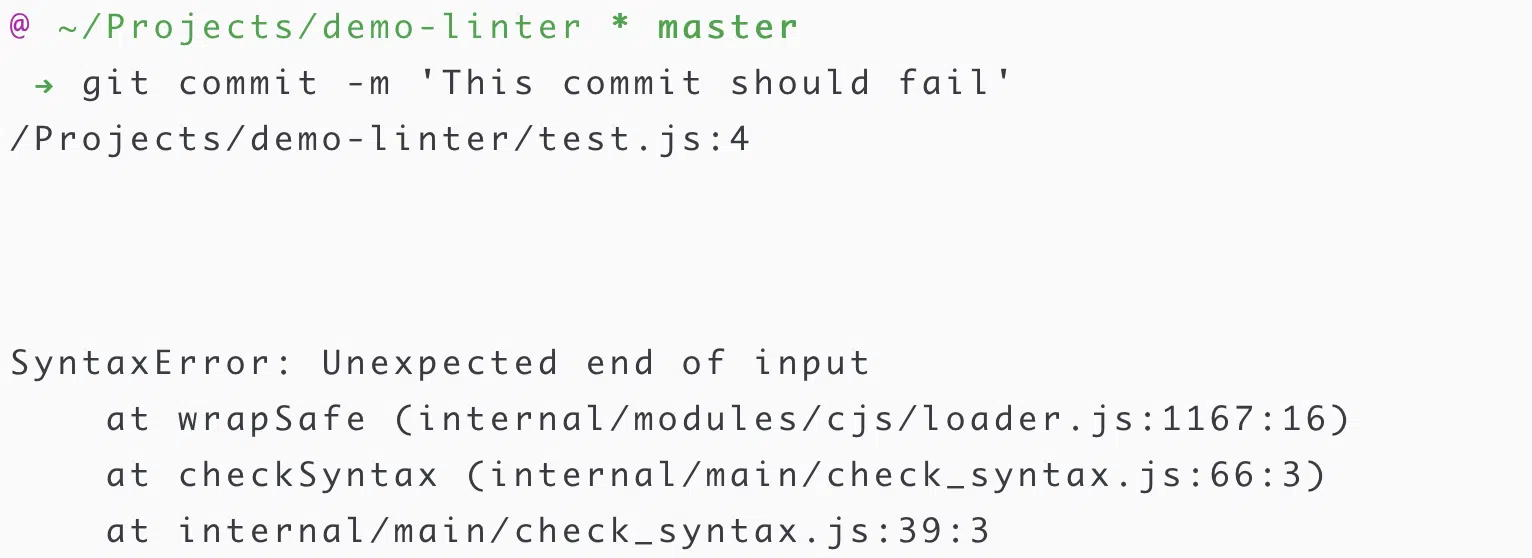 @ ~/Projects/demo-linter * master
→ git commit -m 'This commit should fail'
/Projects/demo-linter/test.js:4
SyntaxError: Unexpected end of input
    at wrapSafe (internal/modules/cjs/loader.js:1167:16)
    at checkSyntax (internal/main/check_syntax.js:66:3)
    at internal/main/check_syntax.js:39:3